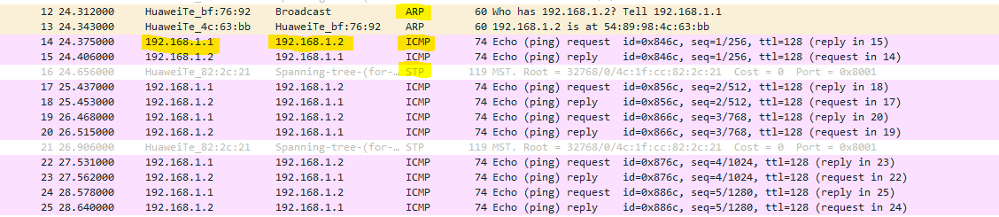 12 24.312000 HuaweiTe_bf:76:92 Broadcast ARP 60 Who has 192.168.1.2? Tell 192.168.1.1
13 24.343000 HuaweiTe_4c:63:bb HuaweiTe_bf:76:92 ARP 60 192.168.1.2 is at 54:89:98:4c:63:bb
14 24.375000 192.168.1.1 192.168.1.2 ICMP 74 Echo (ping) request id=0x846c, seq=1/256, ttl=128 (reply in 15)
15 24.406000 192.168.1.2 192.168.1.1 ICMP 74 Echo (ping) reply id=0x846c, seq=1/256, ttl=128 (request in 14)
16 24.656000 HuaweiTe_82:2c:21 Spanning-tree-(for-… STP 119 MST. Root = 32768/0/4c:1f:cc:82:2c:21 Cost = 0 Port = 0x8001
17 25.437000 192.168.1.1 192.168.1.2 ICMP 74 Echo (ping) request id=0x856c, seq=2/512, ttl=128 (reply in 18)
18 25.453000 192.168.1.2 192.168.1.1 ICMP 74 Echo (ping) reply id=0x856c, seq=2/512, ttl=128 (request in 17)
19 26.468000 192.168.1.1 192.168.1.2 ICMP 74 Echo (ping) request id=0x866c, seq=3/768, ttl=128 (reply in 20)
20 26.515000 192.168.1.2 192.168.1.1 ICMP 74 Echo (ping) reply id=0x866c, seq=3/768, ttl=128 (request in 19)
21 26.906000 HuaweiTe_82:2c:21 Spanning-tree-(for-… STP 119 MST. Root = 32768/0/4c:1f:cc:82:2c:21 Cost = 0 Port = 0x8001
22 27.531000 192.168.1.1 192.168.1.2 ICMP 74 Echo (ping) request id=0x876c, seq=4/1024, ttl=128 (reply in 23)
23 27.562000 192.168.1.2 192.168.1.1 ICMP 74 Echo (ping) reply id=0x876c, seq=4/1024, ttl=128 (request in 22)
24 28.578000 192.168.1.1 192.168.1.2 ICMP 74 Echo (ping) request id=0x886c, seq=5/1280, ttl=128 (reply in 25)
25 28.640000 192.168.1.2 192.168.1.1 ICMP 74 Echo (ping) reply id=0x886c, seq=5/1280, ttl=128 (request in 24)